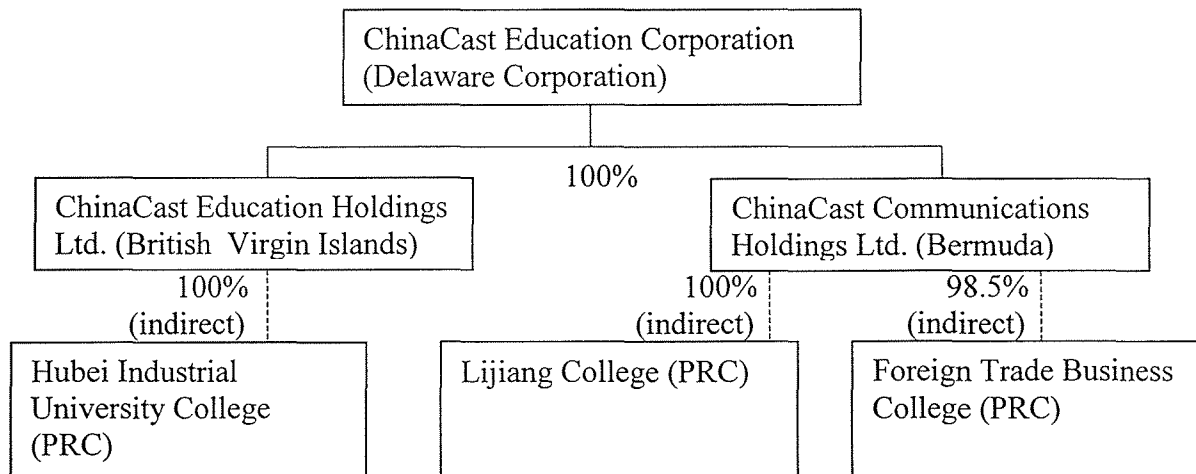 ChinaCast Education Corporation
(Delaware Corporation)
100%
ChinaCast Education Holdings
Ltd. (British Virgin Islands)
ChinaCast Communications
Holdings Ltd. (Bermuda)
100%
(indirect)
100%
(indirect)
98.5%
(indirect)
Hubei Industrial
University College
(PRC)
Lijiang College (PRC)
Foreign Trade Business
College (PRC)